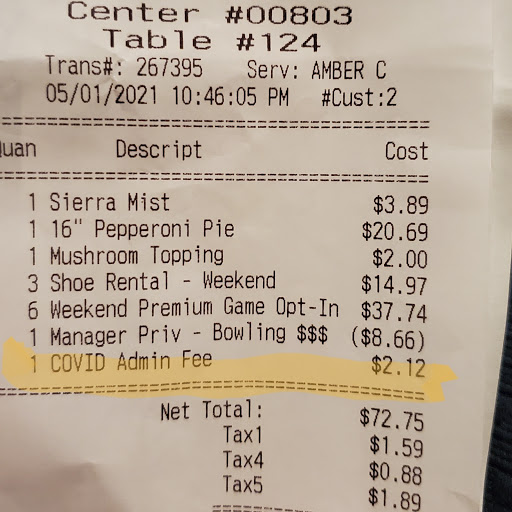 Center #00803
Table #124
Trans#: 267395 Serv: AMBER C
05/01/2021 10:46:05 PM #Cust:2
uan Descript Cost
1 Sierra Mist $3.89
1 16" Pepperoni Pie $20.69
1 Mushroom Topping $2.00
3 Shoe Rental - Weekend $14.97
6 Weekend Premium Game Opt-In $37.74
1 Manager Priv - Bowling $$$ ($8.66)
1 COVID Admin Fee $2.12
Net Total: $72.75
Tax1 $1.59
Tax4 $0.88
Tax5 $1.89